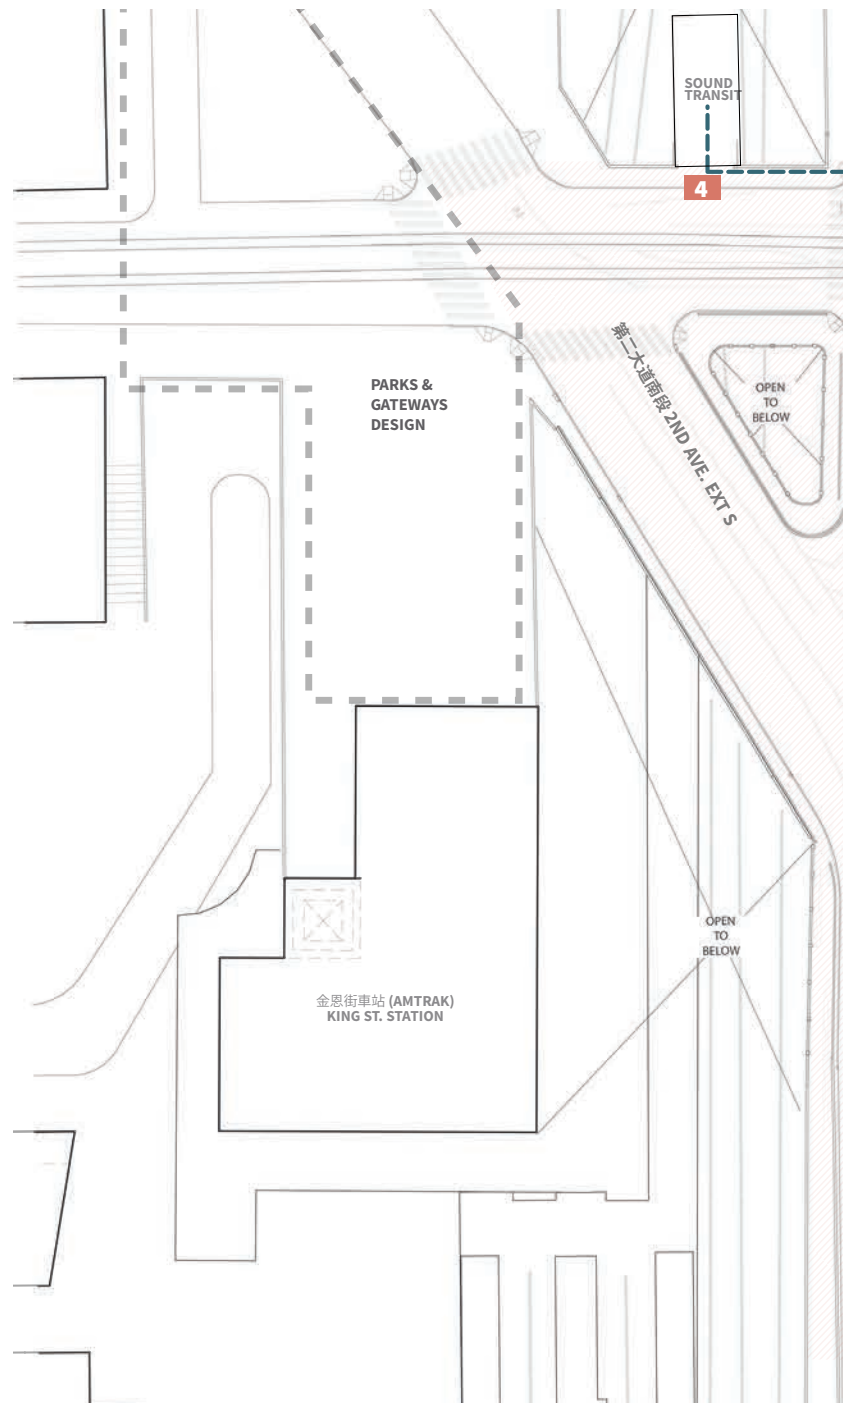 SOUND
TRANSIT
4
第二大道南段 2ND AVE. EXT S
PARKS &
GATEWAYS
DESIGN
OPEN
TO
BELOW
OPEN
TO
BELOW
金恩街車站 (AMTRAK)
KING ST. STATION